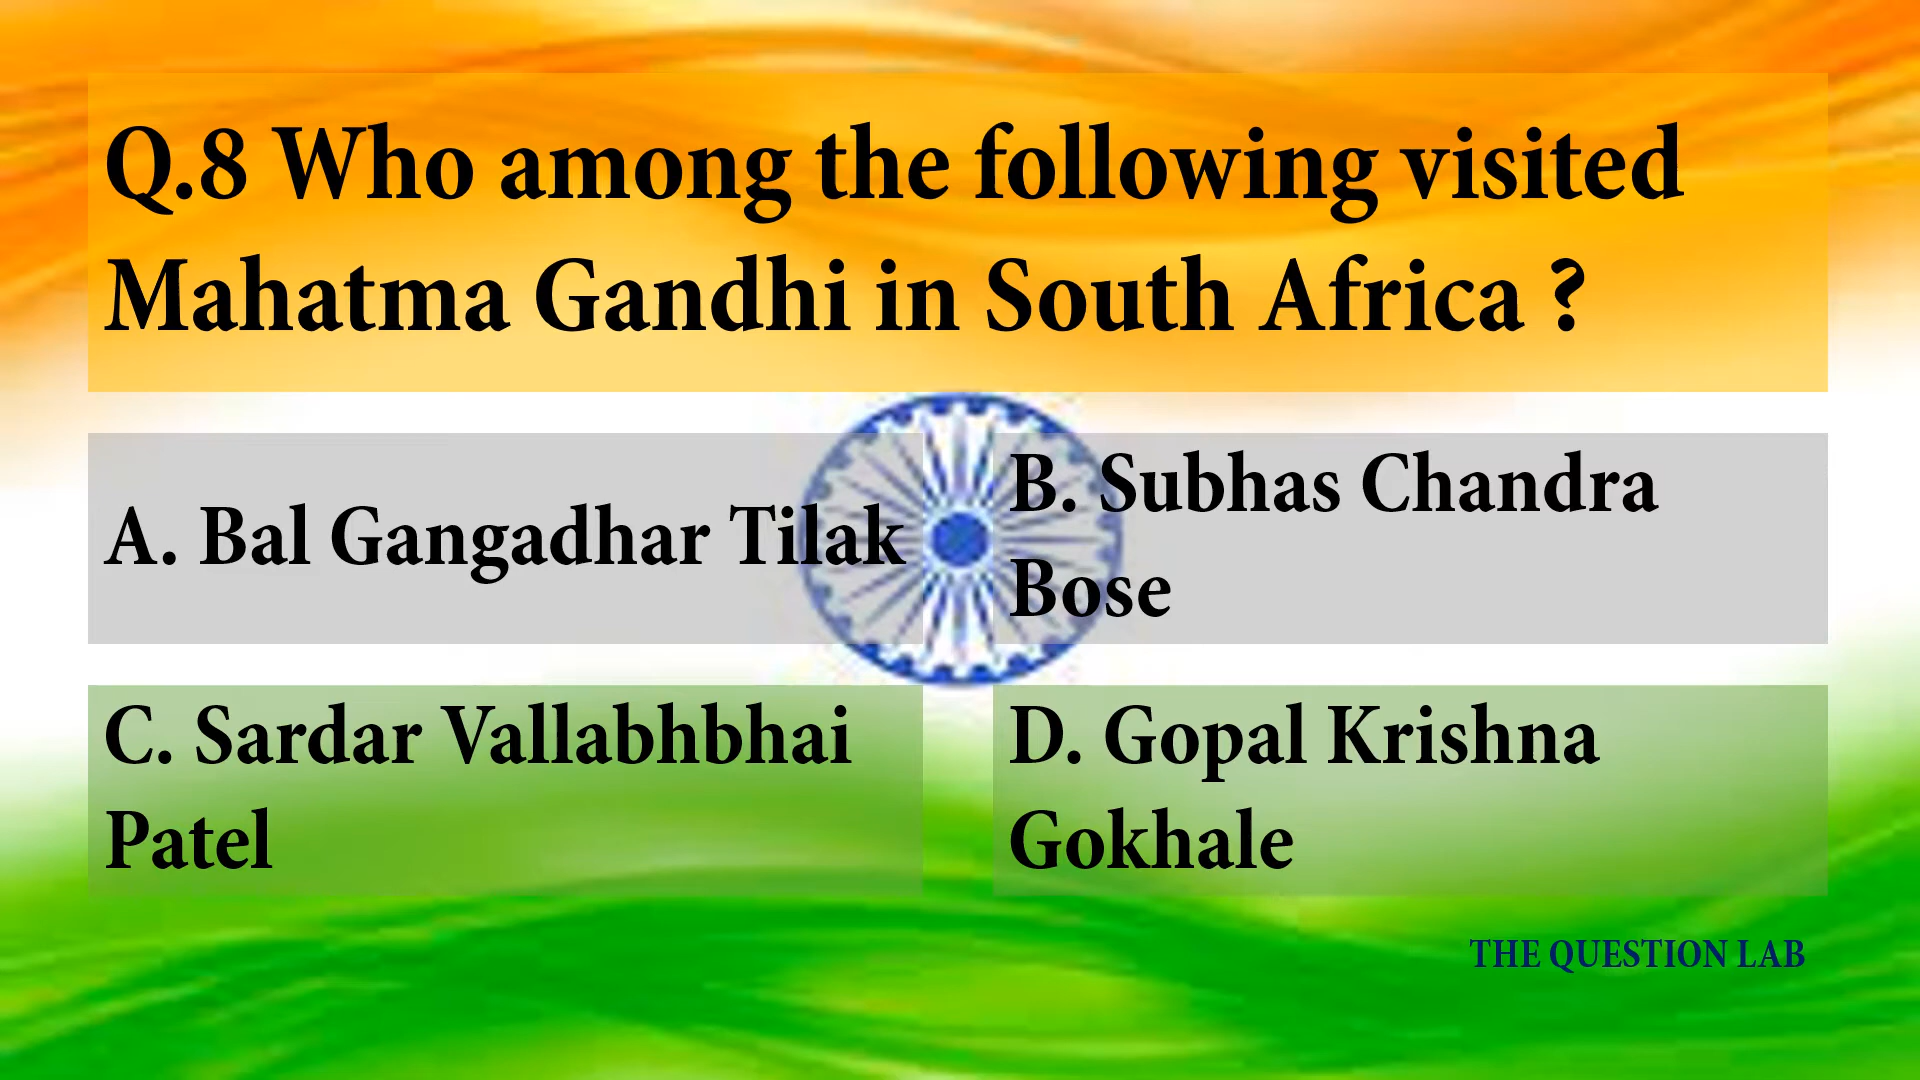 Q.8 Who among the following visited
Mahatma Gandhi in South Africa ?
A. Bal Gangadhar Tilak
B. Subhas Chandra
Bose
C. Sardar Vallabhbhai
Patel
D. Gopal Krishna
Gokhale
THE QUESTION LAB